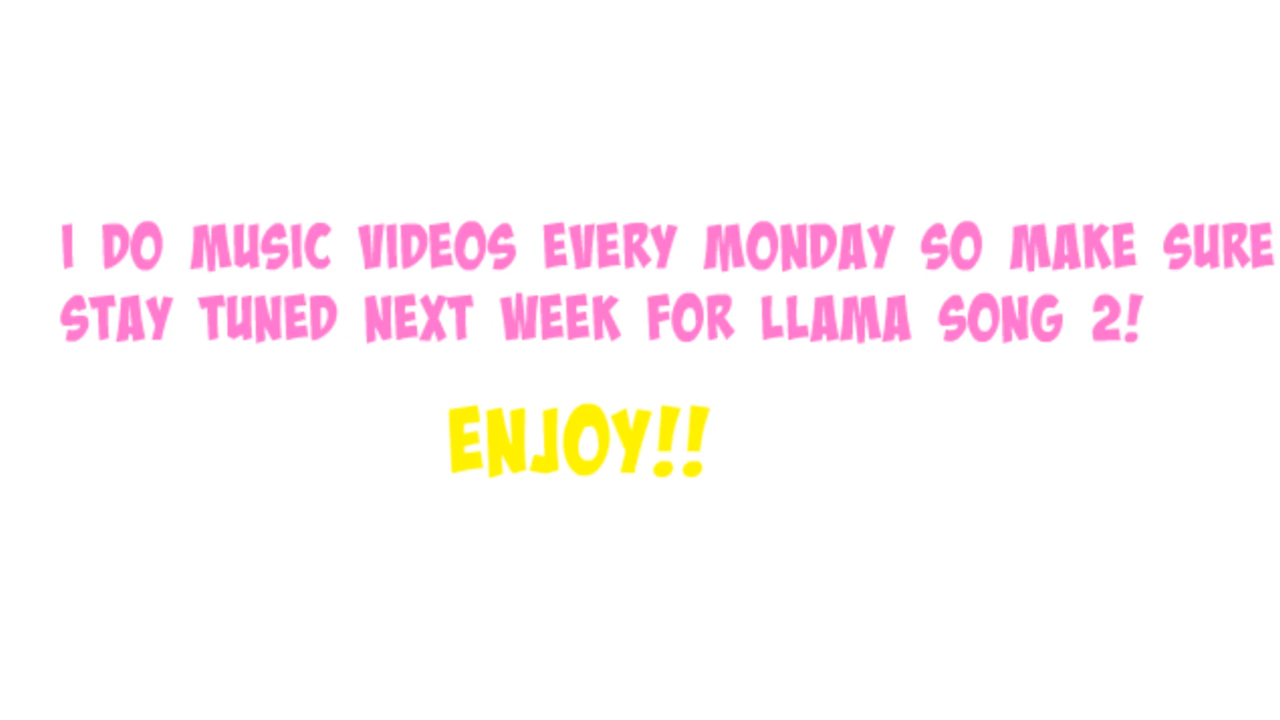 I DO MUSIC VIDEOS EVERY MONDAY SO MAKE SURE
STAY TUNED NEXT WEEK FOR LLAMA SONG 2!
ENJOY!!